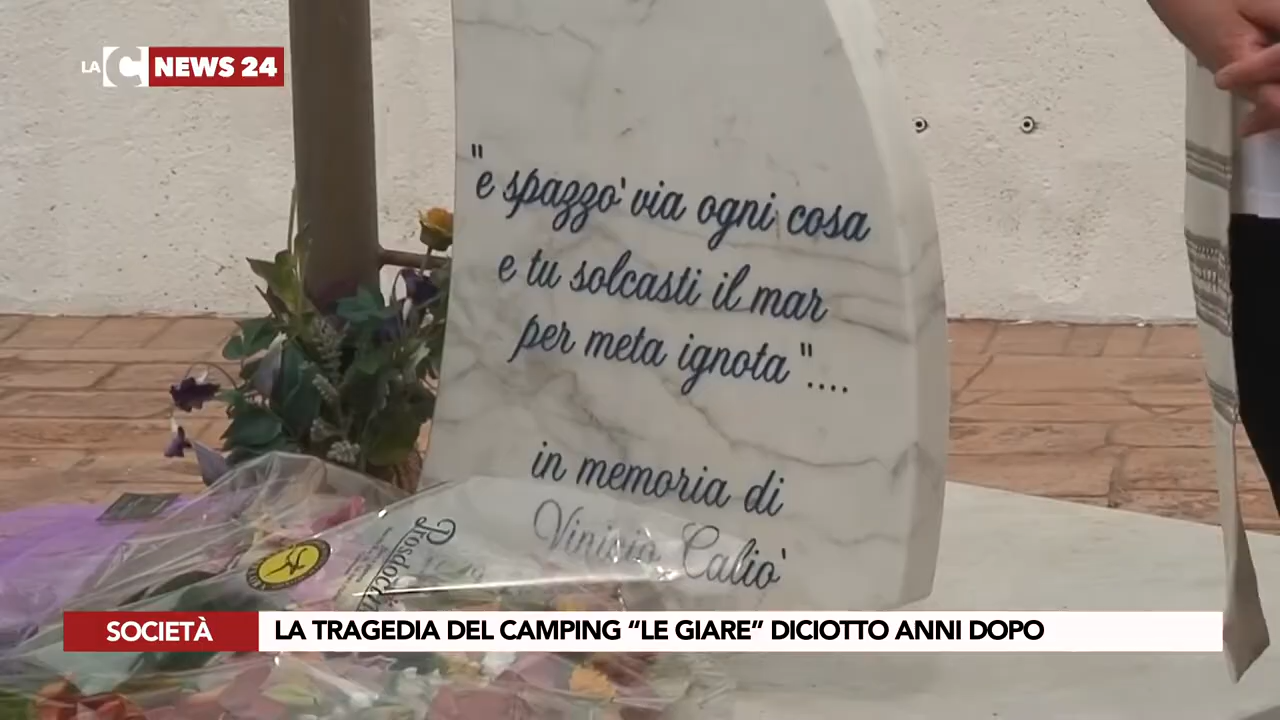 LA C NEWS 24
"e spazzo' via ogni cosa
e tu solcasti il mar
per meta ignota"....
in memoria di
Vinicio Calio'
SOCIETÀ
LA TRAGEDIA DEL CAMPING “LE GIARE” DICIOTTO ANNI DOPO